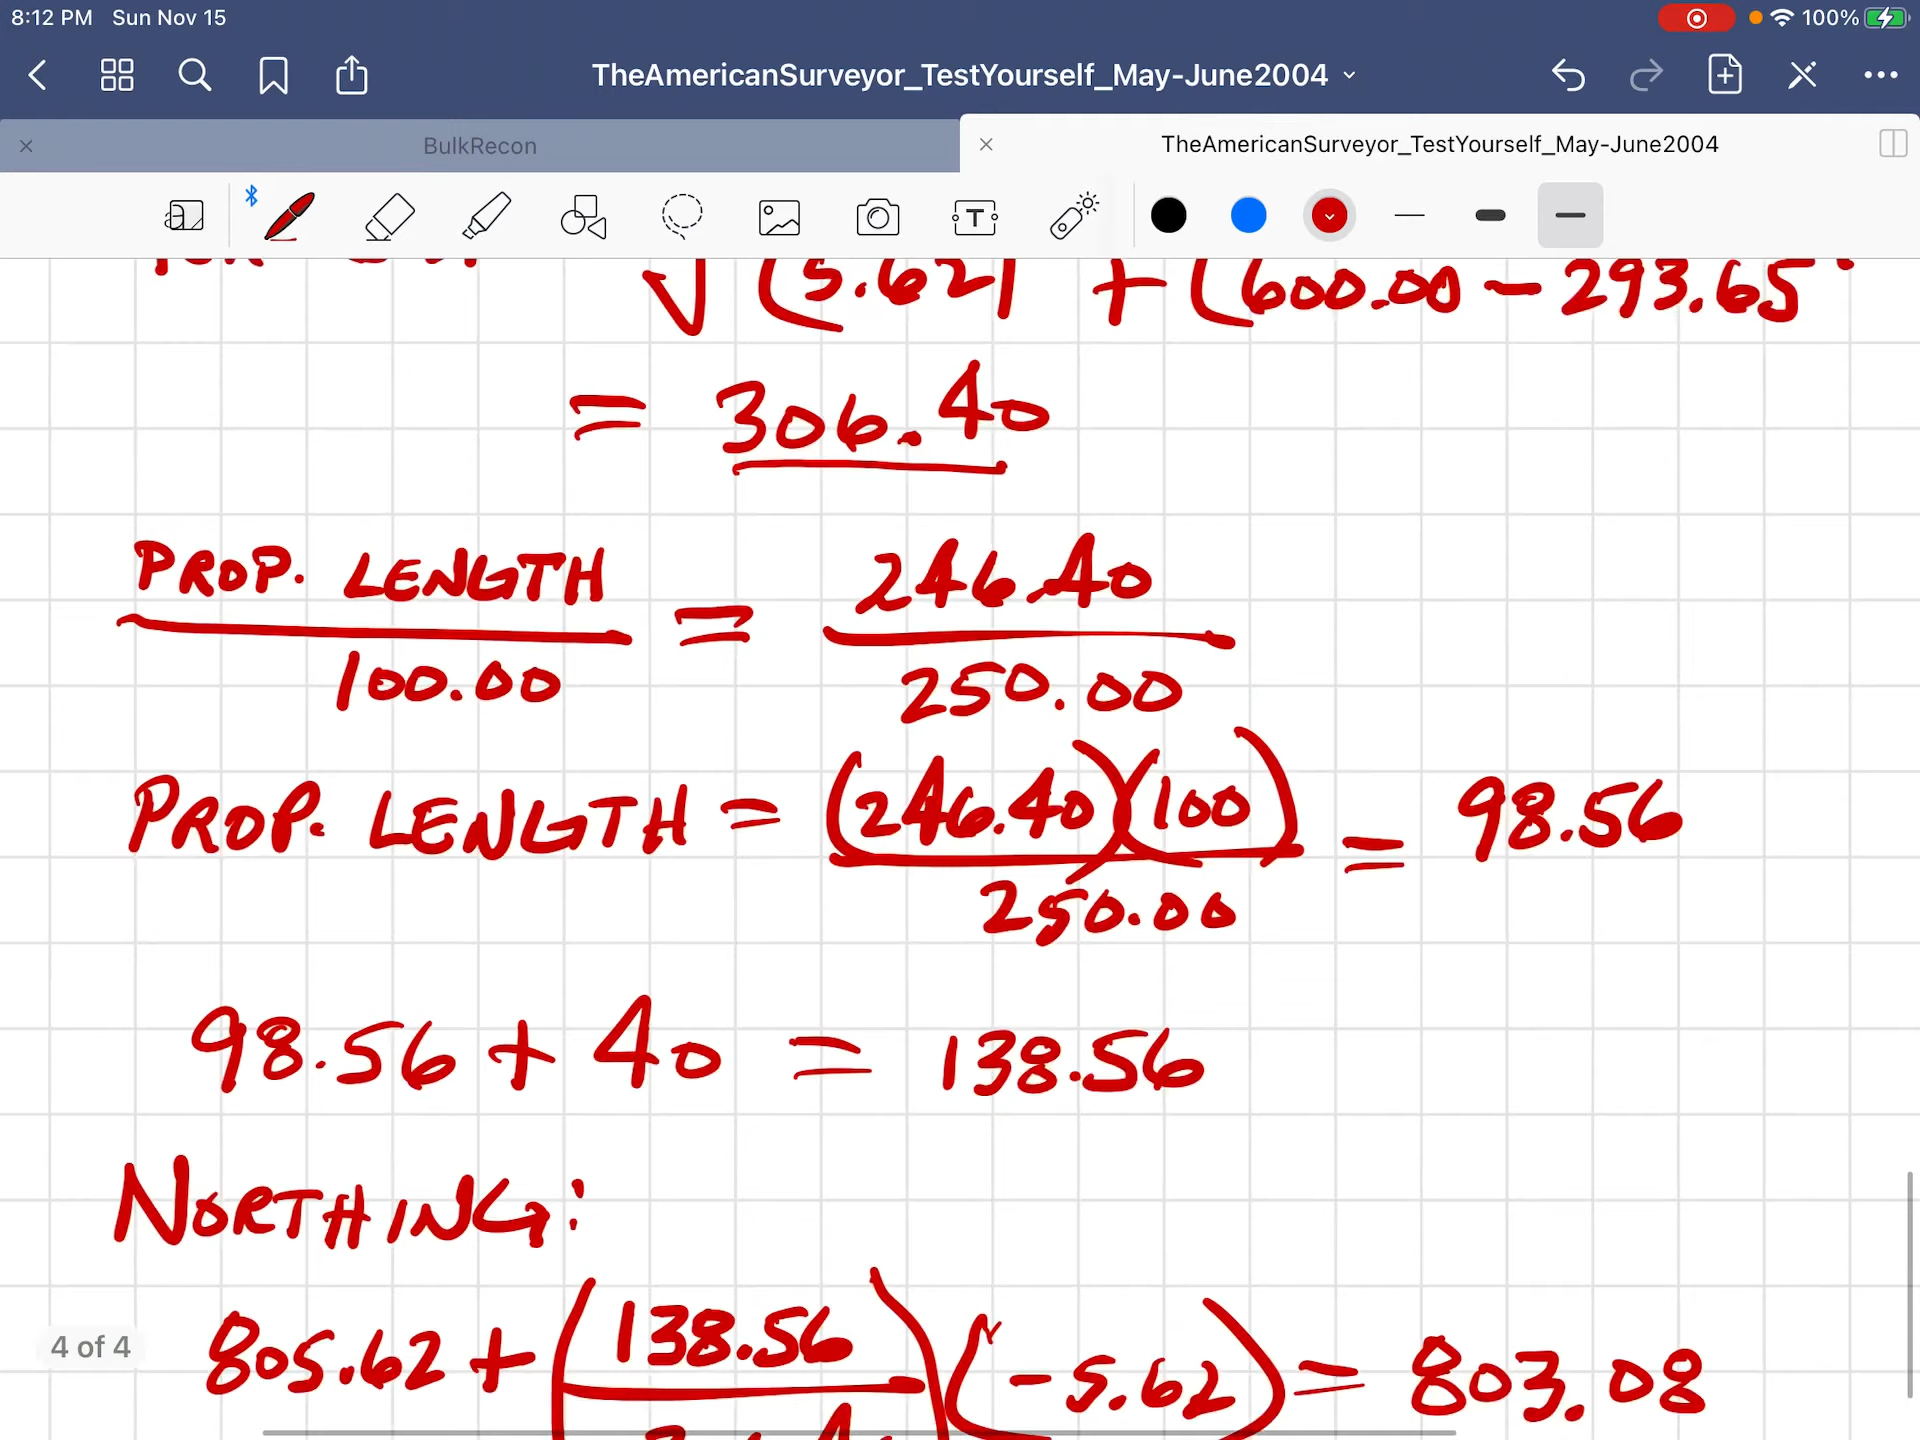 8:12 PM Sun Nov 15
100%
TheAmericanSurveyor_TestYourself_May-June2004
BulkRecon
TheAmericanSurveyor_TestYourself_May-June2004
√(5.62) + (600.00 - 293.65
= 306.40
PROP. LENGTH / 100.00 = 246.40 / 250.00
PROP. LENGTH = (246.40)(100) / 250.00 = 98.56
98.56 + 40 = 138.56
NORTHING:
805.62 + (138.56 / (-5.62) = 803.08
4 of 4